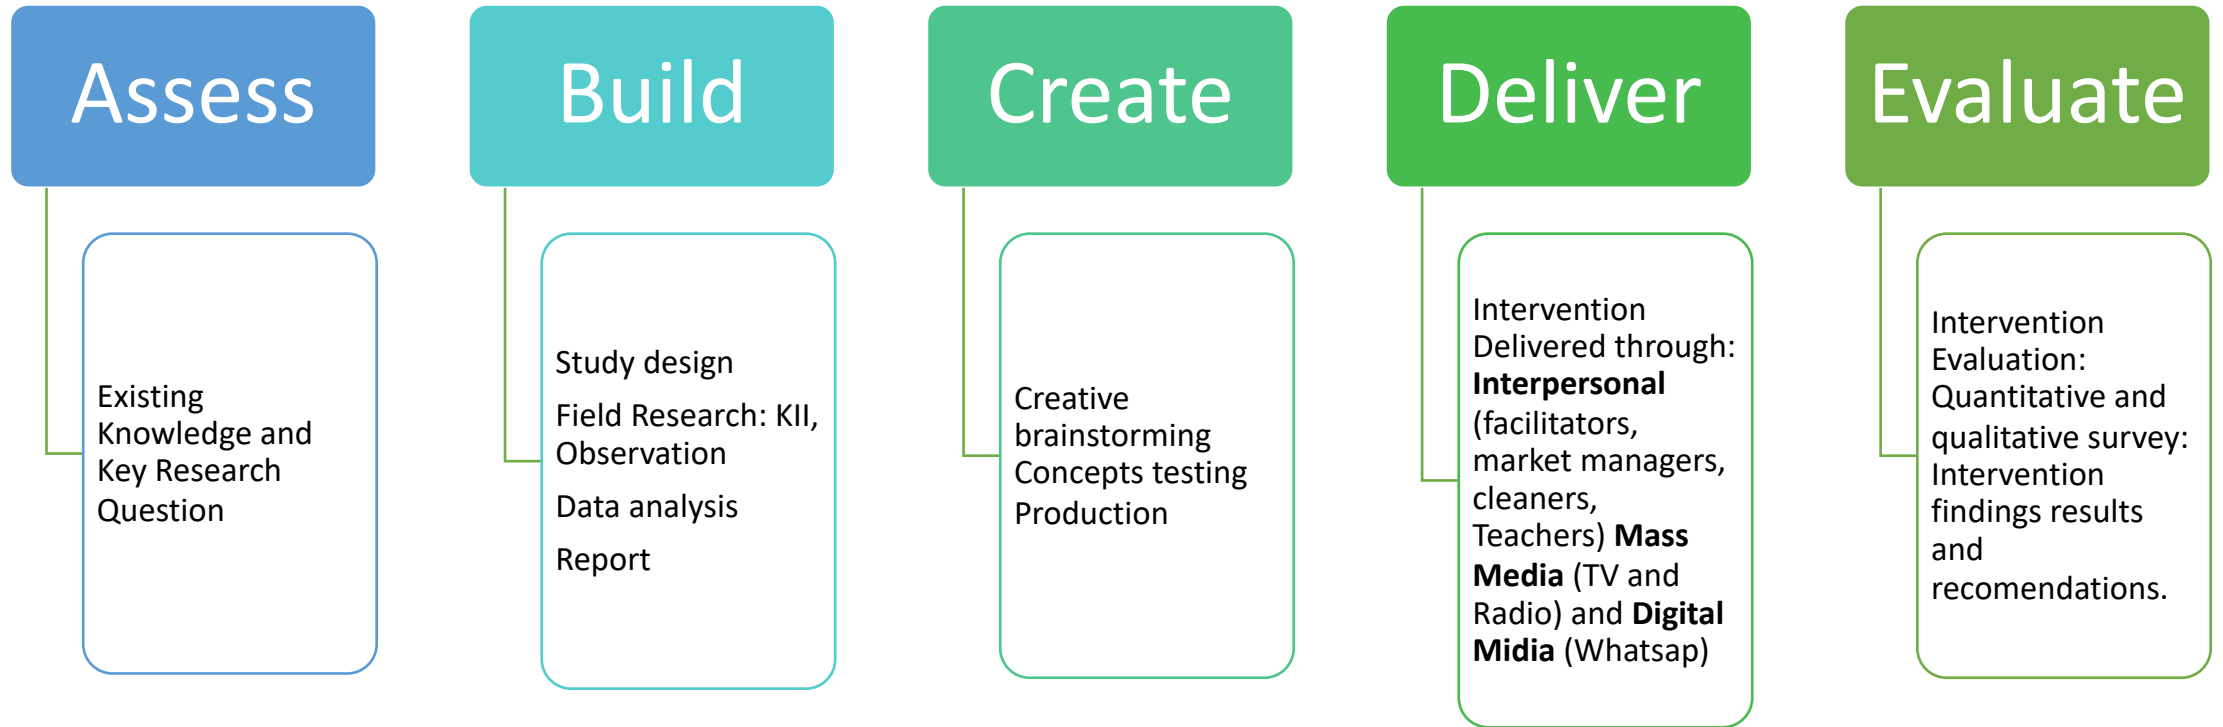 Assess
Existing
Knowledge and
Key Research
Question
Build
Study design
Field Research: KII,
Observation
Data analysis
Report
Create
Creative
brainstorming
Concepts testing
Production
Deliver
Intervention
Delivered through:
Interpersonal
(facilitators,
market managers,
cleaners,
Teachers) Mass
Media (TV and
Radio) and Digital
Midia (Whatsap)
Evaluate
Intervention
Evaluation:
Quantitative and
qualitative survey:
Intervention
findings results
and
recomendations.